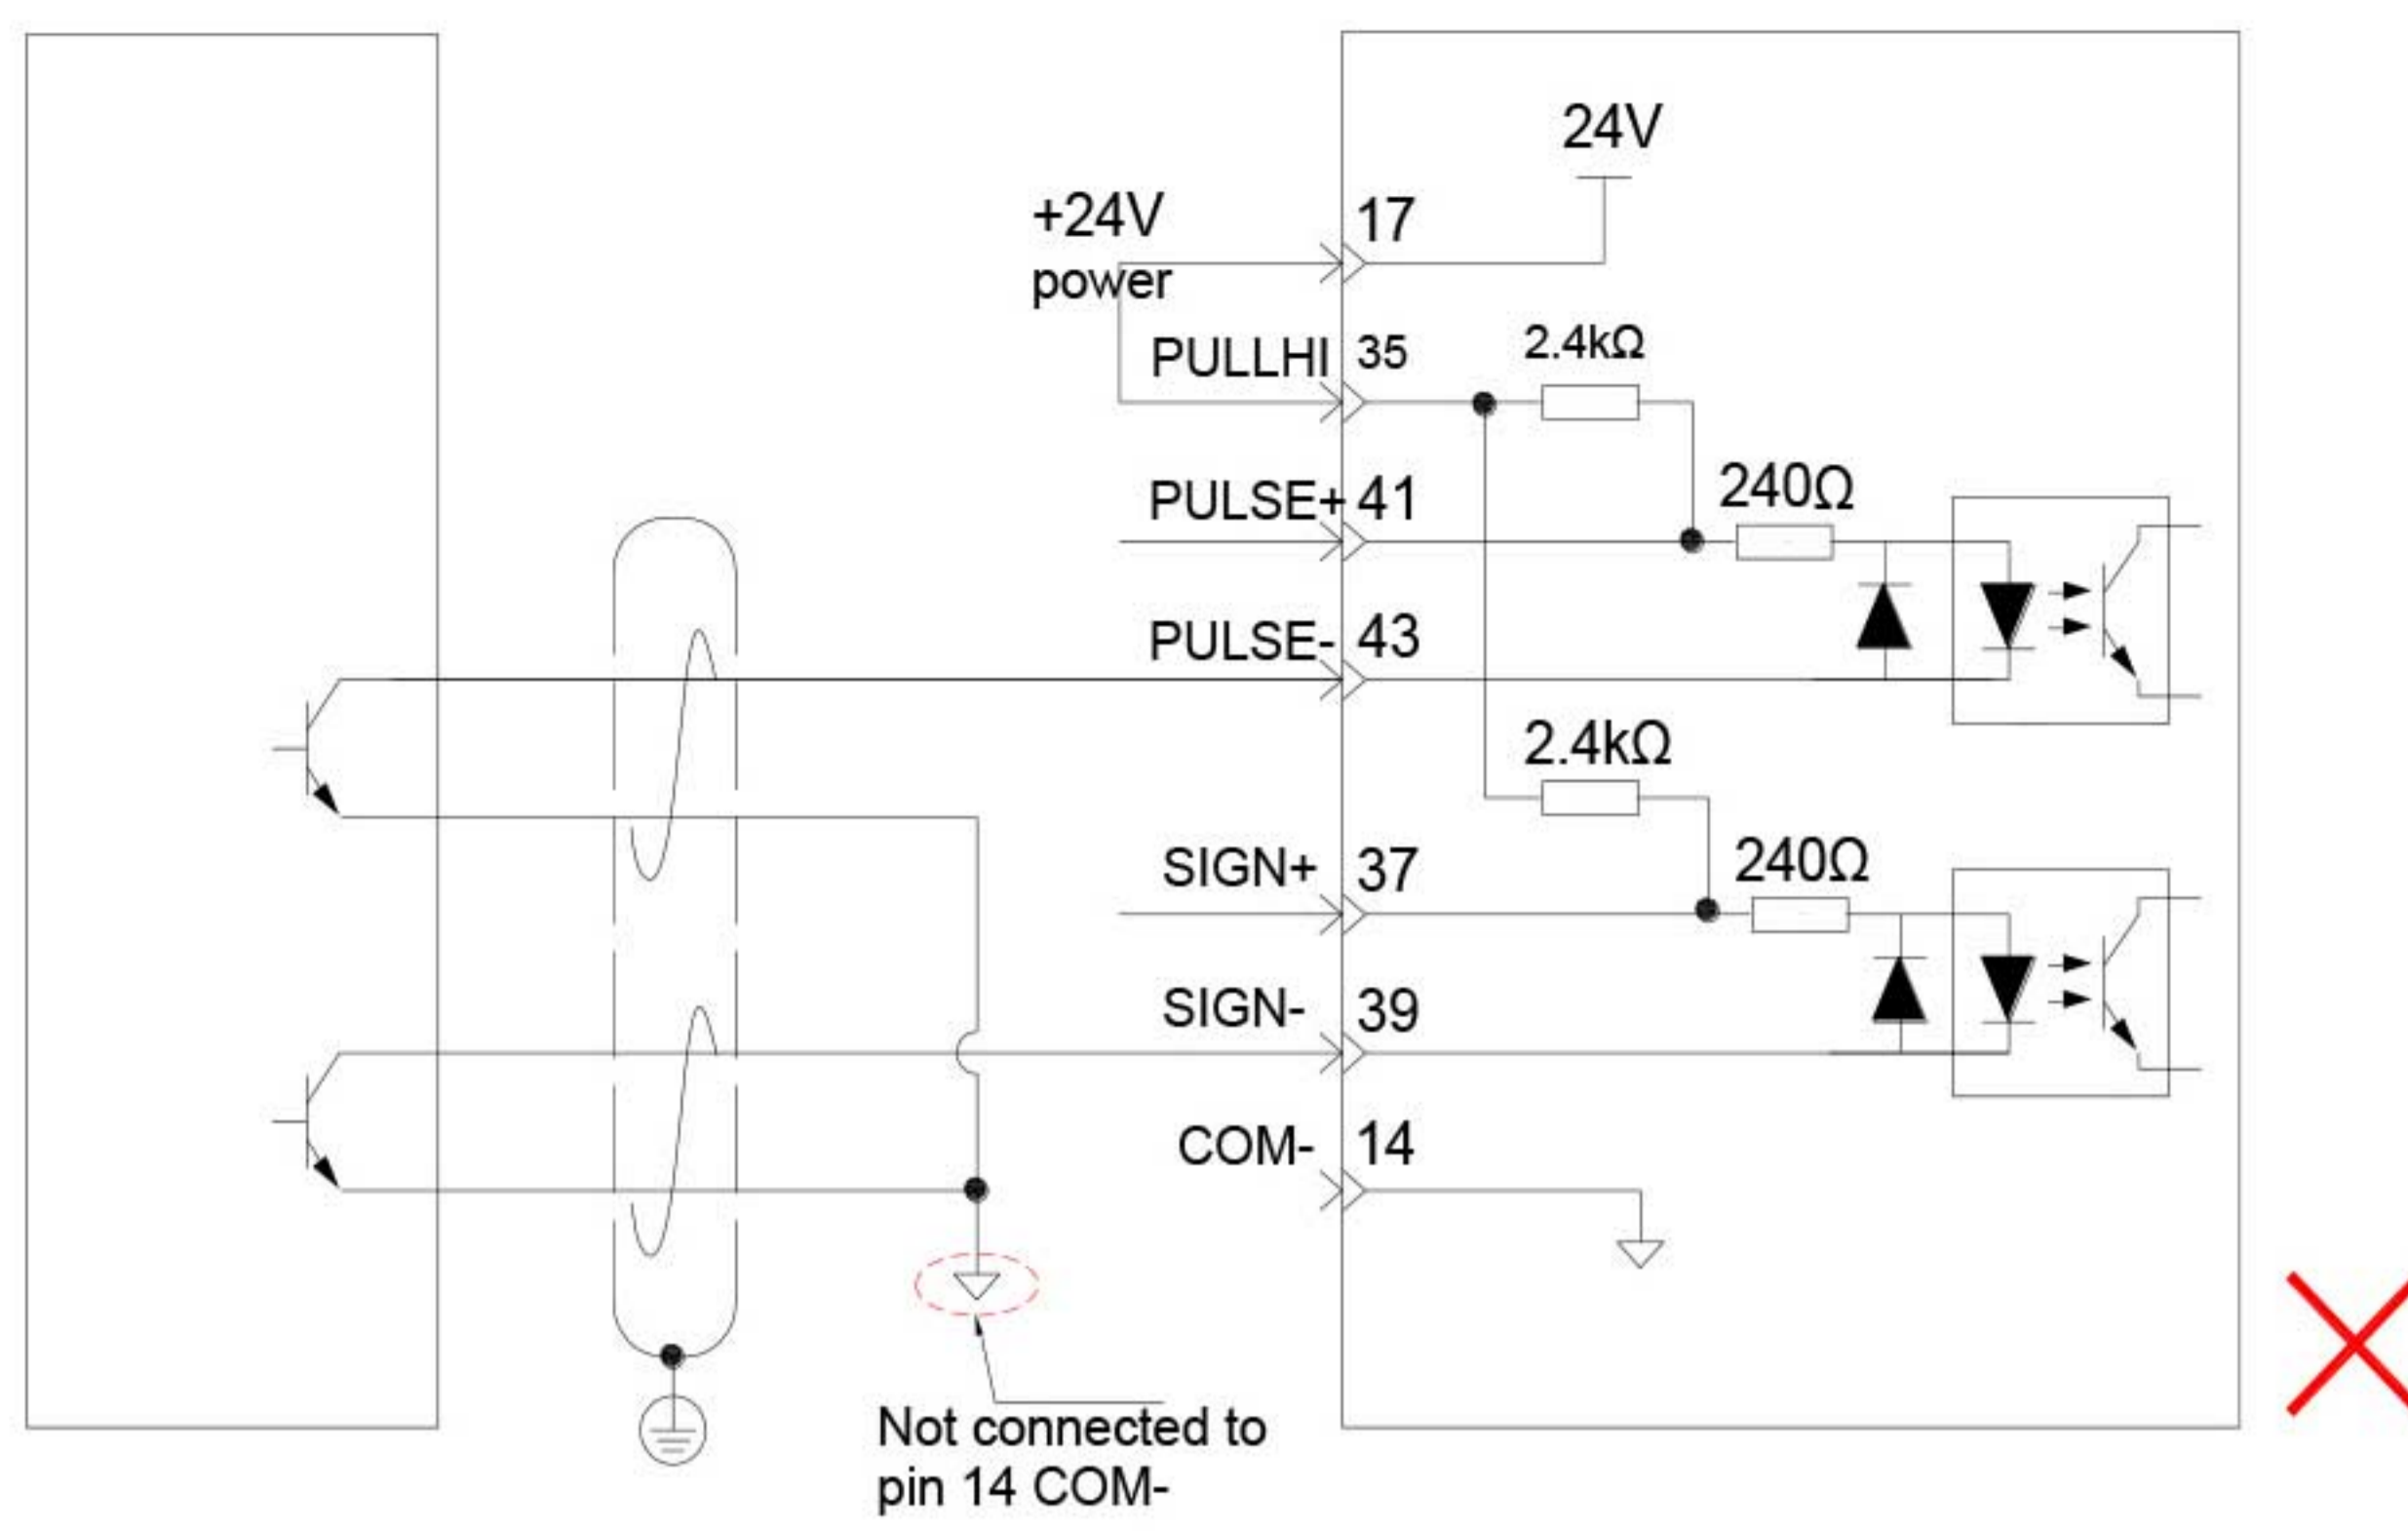 24V
+24V
power
17
PULLHI 35
2.4kΩ
PULSE+ 41
240Ω
PULSE- 43
2.4kΩ
SIGN+ 37
240Ω
SIGN- 39
COM- 14
Not connected to
pin 14 COM-